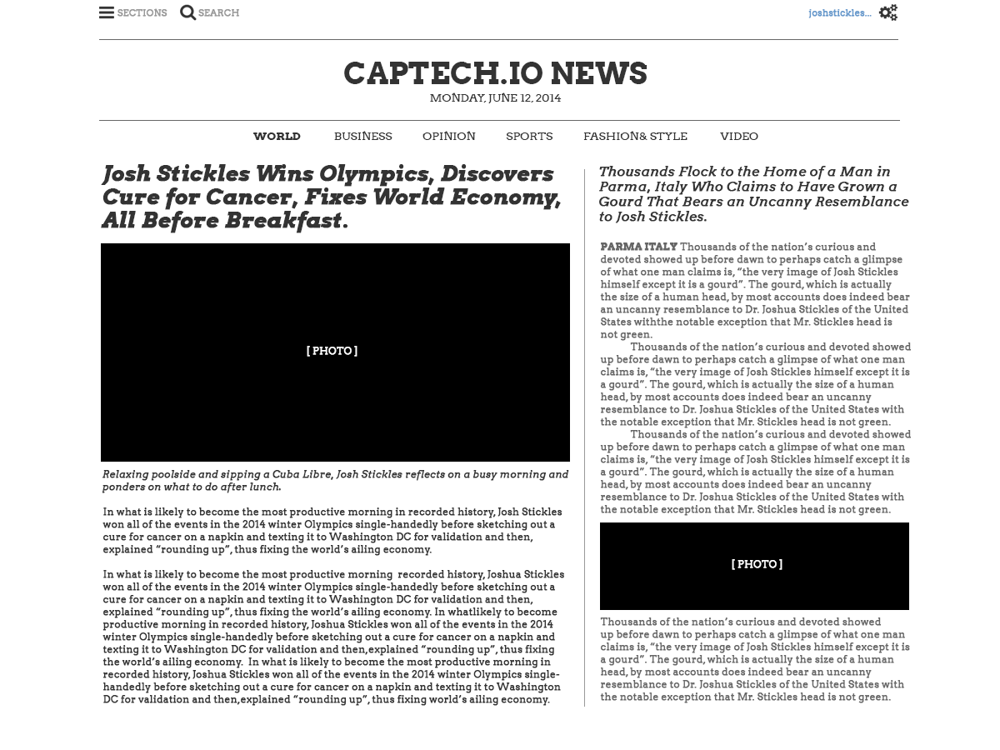 SECTIONS SEARCH joshstickles...
CAPTECH.IO NEWS
MONDAY, JUNE 12, 2014
WORLD BUSINESS OPINION SPORTS FASHION& STYLE VIDEO
Josh Stickles Wins Olympics, Discovers
Cure for Cancer, Fixes World Economy,
All Before Breakfast.
[ PHOTO ]
Relaxing poolside and sipping a Cuba Libre, Josh Stickles reflects on a busy morning and
ponders on what to do after lunch.
In what is likely to become the most productive morning in recorded history, Josh Stickles
won all of the events in the 2014 winter Olympics single-handedly before sketching out a
cure for cancer on a napkin and texting it to Washington DC for validation and then,
explained “rounding up”, thus fixing the world’s ailing economy.
In what is likely to become the most productive morning recorded history, Joshua Stickles
won all of the events in the 2014 winter Olympics single-handedly before sketching out a
cure for cancer on a napkin and texting it to Washington DC for validation and then,
explained “rounding up”, thus fixing the world’s ailing economy. In whatlikely to become
productive morning in recorded history, Joshua Stickles won all of the events in the 2014
winter Olympics single-handedly before sketching out a cure for cancer on a napkin and
texting it to Washington DC for validation and then,explained “rounding up”, thus fixing
the world’s ailing economy. In what is likely to become the most productive morning in
recorded history, Joshua Stickles won all of the events in the 2014 winter Olympics single-
handedly before sketching out a cure for cancer on a napkin and texting it to Washington
DC for validation and then,explained “rounding up”, thus fixing world’s ailing economy.
Thousands Flock to the Home of a Man in
Parma, Italy Who Claims to Have Grown a
Gourd That Bears an Uncanny Resemblance
to Josh Stickles.
PARMA ITALY Thousands of the nation’s curious and
devoted showed up before dawn to perhaps catch a glimpse
of what one man claims is, “the very image of Josh Stickles
himself except it is a gourd”. The gourd, which is actually
the size of a human head, by most accounts does indeed bear
an uncanny resemblance to Dr. Joshua Stickles of the United
States withthe notable exception that Mr. Stickles head is
not green.
Thousands of the nation’s curious and devoted showed
up before dawn to perhaps catch a glimpse of what one man
claims is, “the very image of Josh Stickles himself except it is
a gourd”. The gourd, which is actually the size of a human
head, by most accounts does indeed bear an uncanny
resemblance to Dr. Joshua Stickles of the United States with
the notable exception that Mr. Stickles head is not green.
Thousands of the nation’s curious and devoted showed
up before dawn to perhaps catch a glimpse of what one man
claims is, “the very image of Josh Stickles himself except it is
a gourd”. The gourd, which is actually the size of a human
head, by most accounts does indeed bear an uncanny
resemblance to Dr. Joshua Stickles of the United States with
the notable exception that Mr. Stickles head is not green.
[ PHOTO ]
Thousands of the nation’s curious and devoted showed
up before dawn to perhaps catch a glimpse of what one man
claims is, “the very image of Josh Stickles himself except it is
a gourd”. The gourd, which is actually the size of a human
head, by most accounts does indeed bear an uncanny
resemblance to Dr. Joshua Stickles of the United States with
the notable exception that Mr. Stickles head is not green.